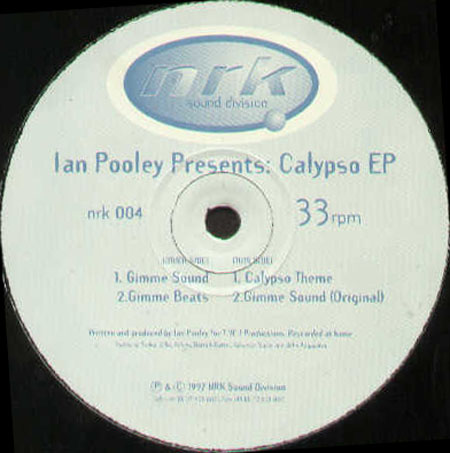 nrk
sound division
Ian Pooley Presents: Calypso EP
nrk 004
33rpm
1. Gimme Sound
2.Gimme Beats
1. Calypso Theme
2.Gimme Sound (Original)
Written and produced by Ian Pooley for Productions. Recorded at home
℗ & © 1997 NRK Sound Division